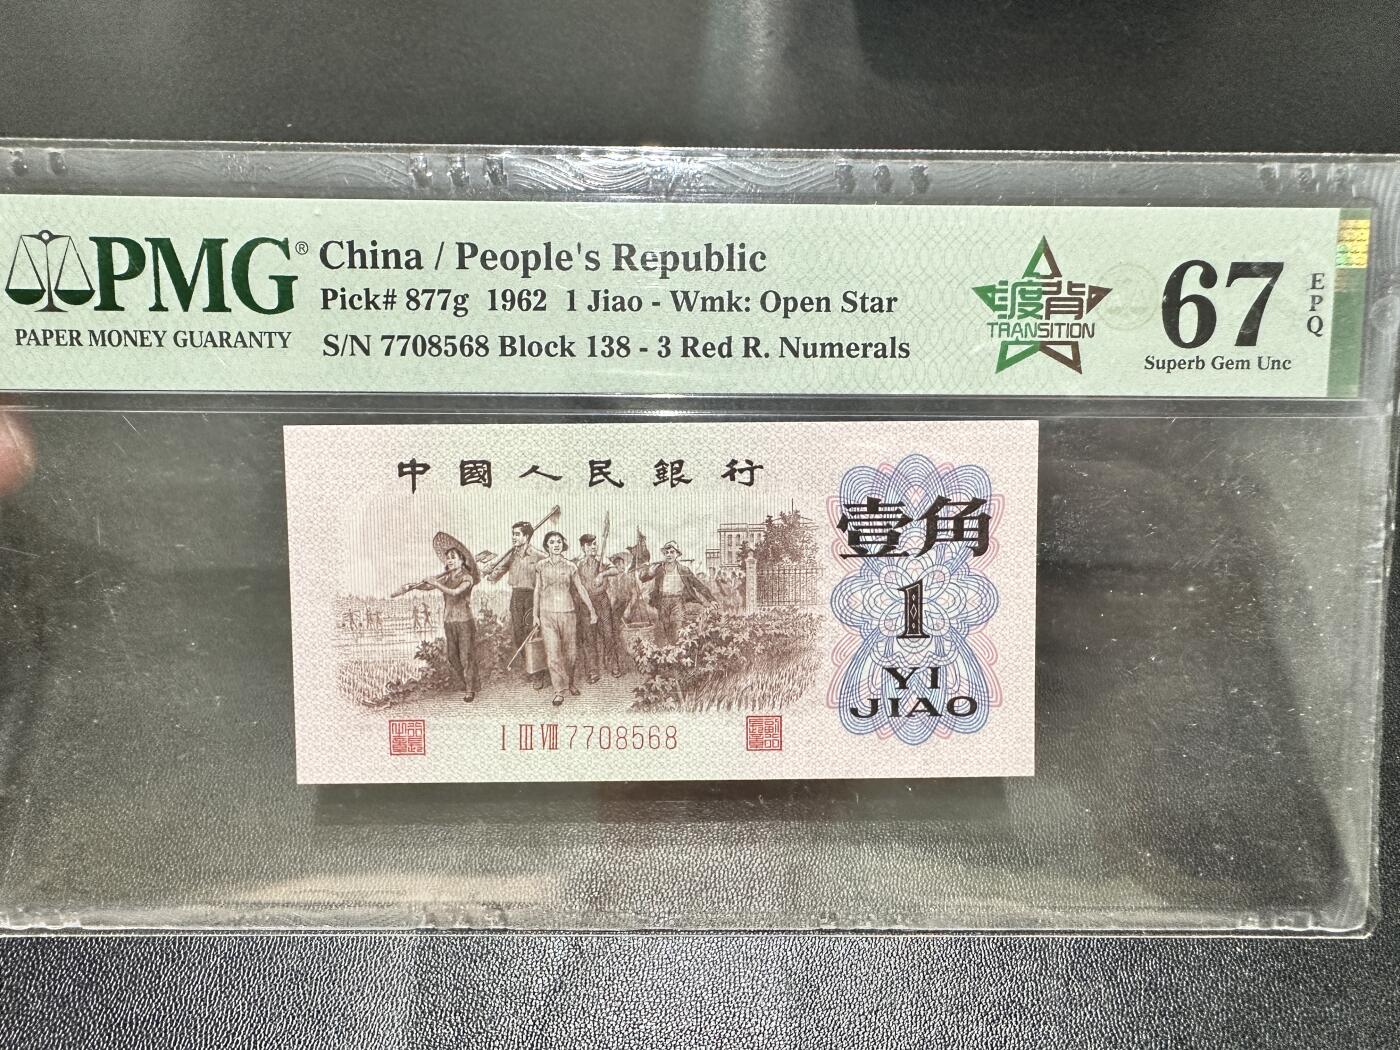 PMG®
PAPER MONEY GUARANTY
China / People's Republic
Pick# 877g 1962 1 Jiao - Wmk: Open Star
S/N 7708568 Block 138 - 3 Red R. Numerals
渡背
TRANSITION
67
EPQ
Superb Gem Unc
中國人民銀行
壹角
1
YI
JIAO
I III VIII 7708568